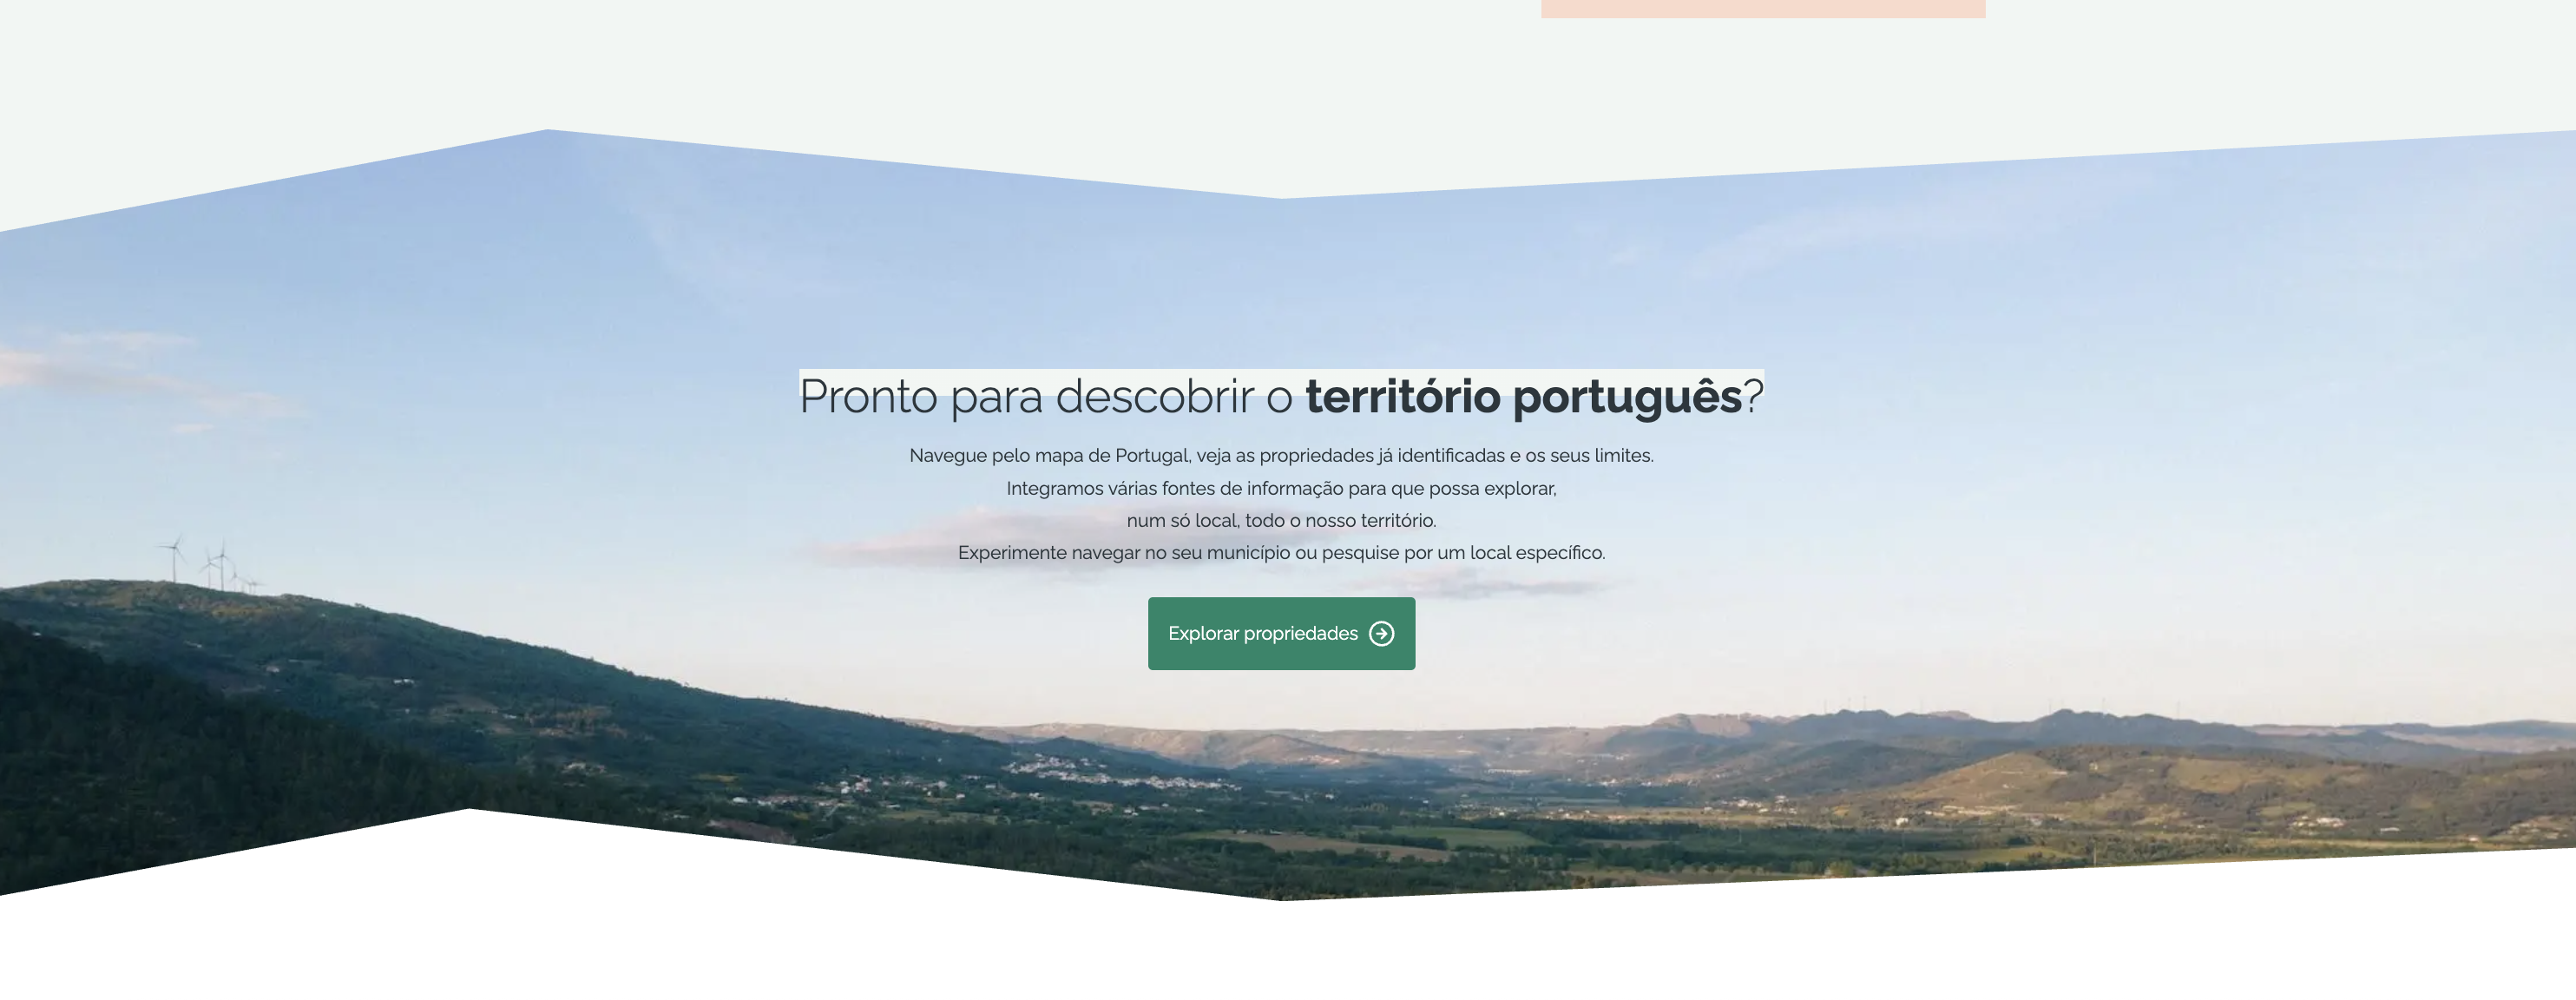 Pronto para descobrir o território português?
Navegue pelo mapa de Portugal, veja as propriedades já identificadas e os seus limites.
Integramos várias fontes de informação para que possa explorar,
num só local, todo o nosso território.
Experimente navegar no seu município ou pesquise por um local específico.
Explorar propriedades